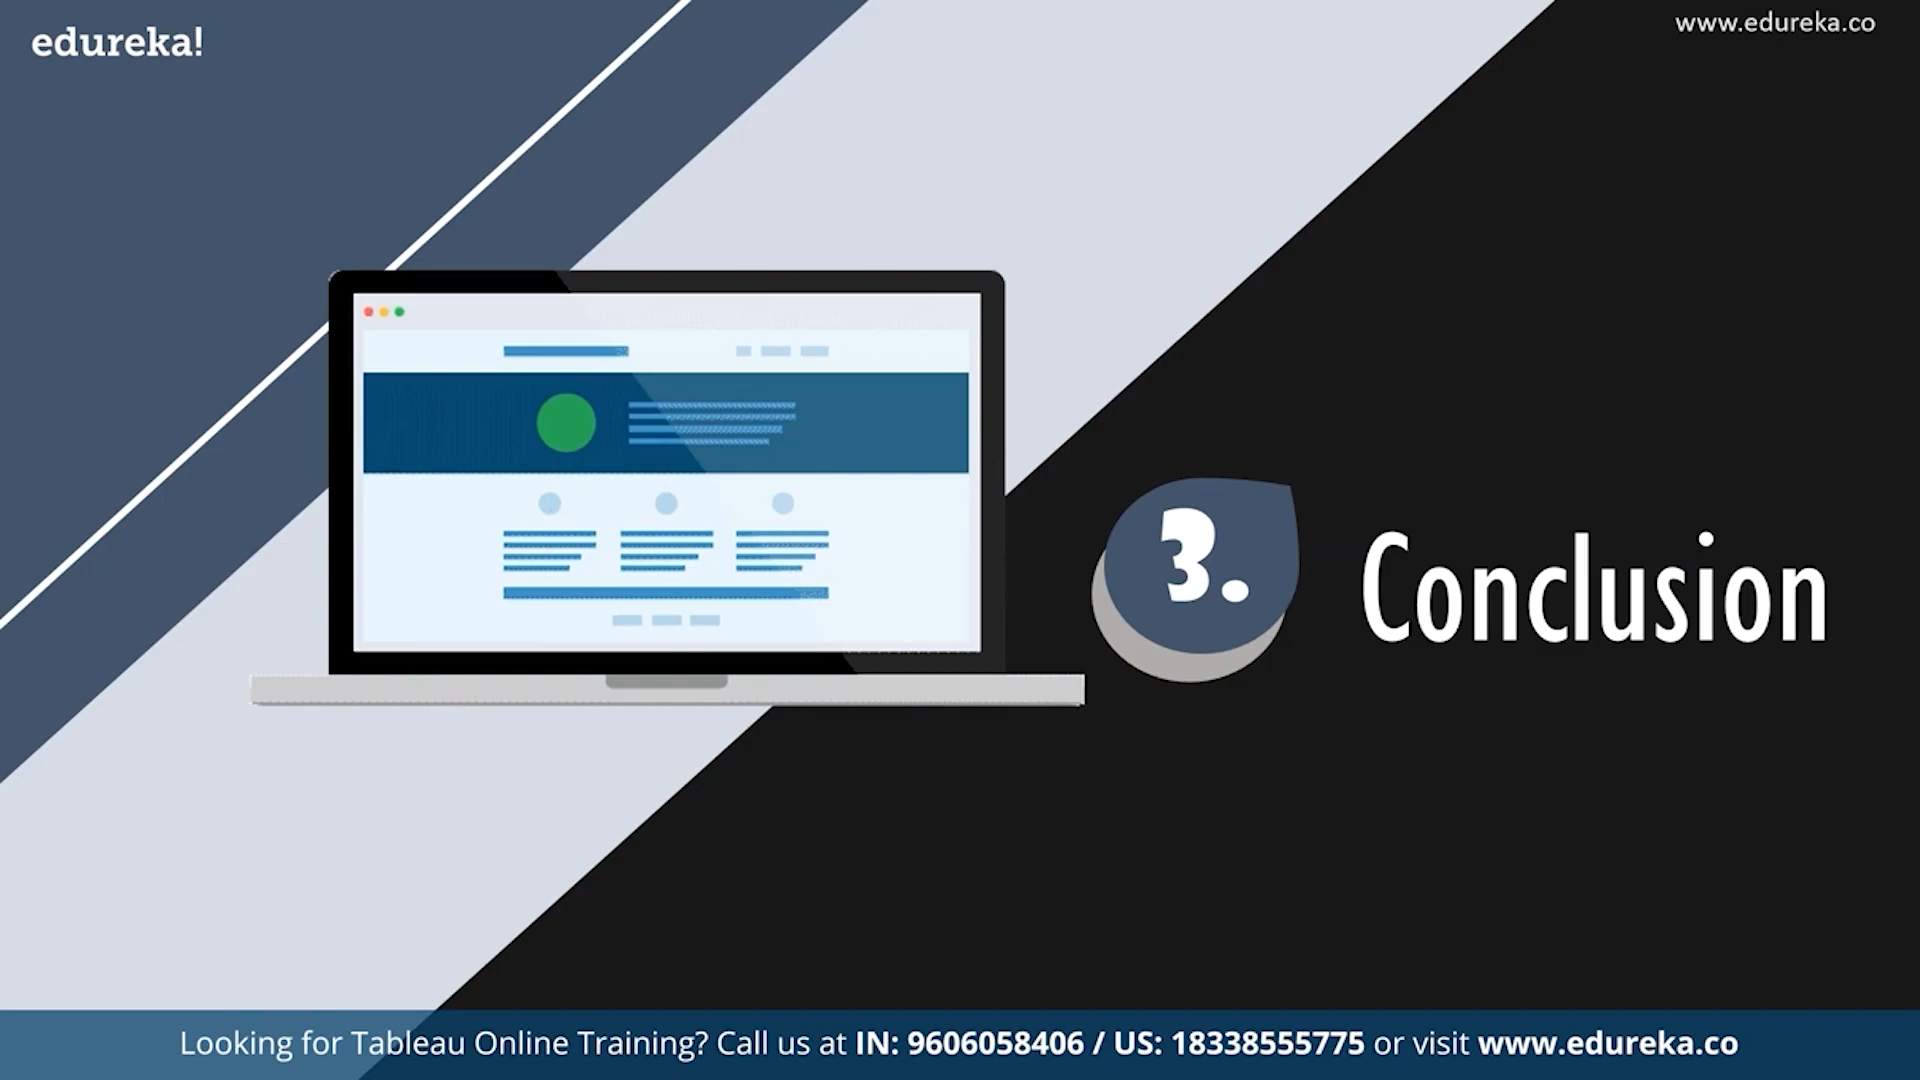 edureka!
www.edureka.co
3. Conclusion
Looking for Tableau Online Training? Call us at IN: 9606058406 / US: 18338555775 or visit www.edureka.co